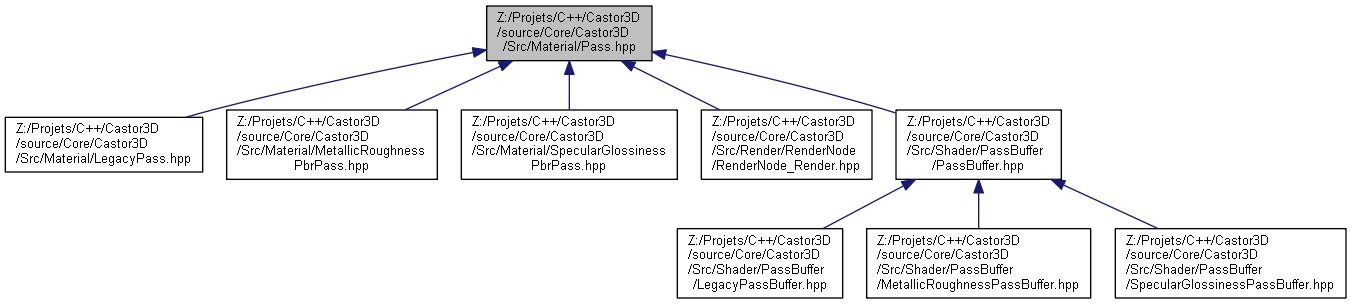 Z:/Projets/C++/Castor3D
/source/Core/Castor3D
/Src/Material/Pass.hpp
Z:/Projets/C++/Castor3D
/source/Core/Castor3D
/Src/Material/LegacyPass.hpp
Z:/Projets/C++/Castor3D
/source/Core/Castor3D
/Src/Material/MetallicRoughness
PbrPass.hpp
Z:/Projets/C++/Castor3D
/source/Core/Castor3D
/Src/Material/SpecularGlossiness
PbrPass.hpp
Z:/Projets/C++/Castor3D
/source/Core/Castor3D
/Src/Render/RenderNode
/RenderNode_Render.hpp
Z:/Projets/C++/Castor3D
/source/Core/Castor3D
/Src/Shader/PassBuffer
/PassBuffer.hpp
Z:/Projets/C++/Castor3D
/source/Core/Castor3D
/Src/Shader/PassBuffer
/LegacyPassBuffer.hpp
Z:/Projets/C++/Castor3D
/source/Core/Castor3D
/Src/Shader/PassBuffer
/MetallicRoughnessPassBuffer.hpp
Z:/Projets/C++/Castor3D
/source/Core/Castor3D
/Src/Shader/PassBuffer
/SpecularGlossinessPassBuffer.hpp